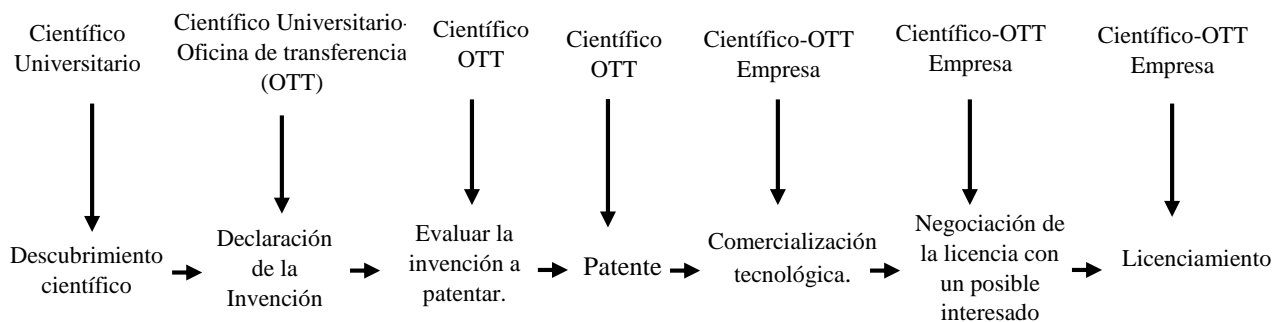 Científico
Universitario
Científico Universitario-
Oficina de transferencia
(OTT)
Científico
OTT
Científico
OTT
Científico-OTT
Empresa
Científico-OTT
Empresa
Científico-OTT
Empresa
Descubrimiento
científico
Declaración
de la
Invención
Evaluar la
invención a
patentar.
Patente
Comercialización
tecnológica.
Negociación de
la licencia con
un posible
interesado
Licenciamiento